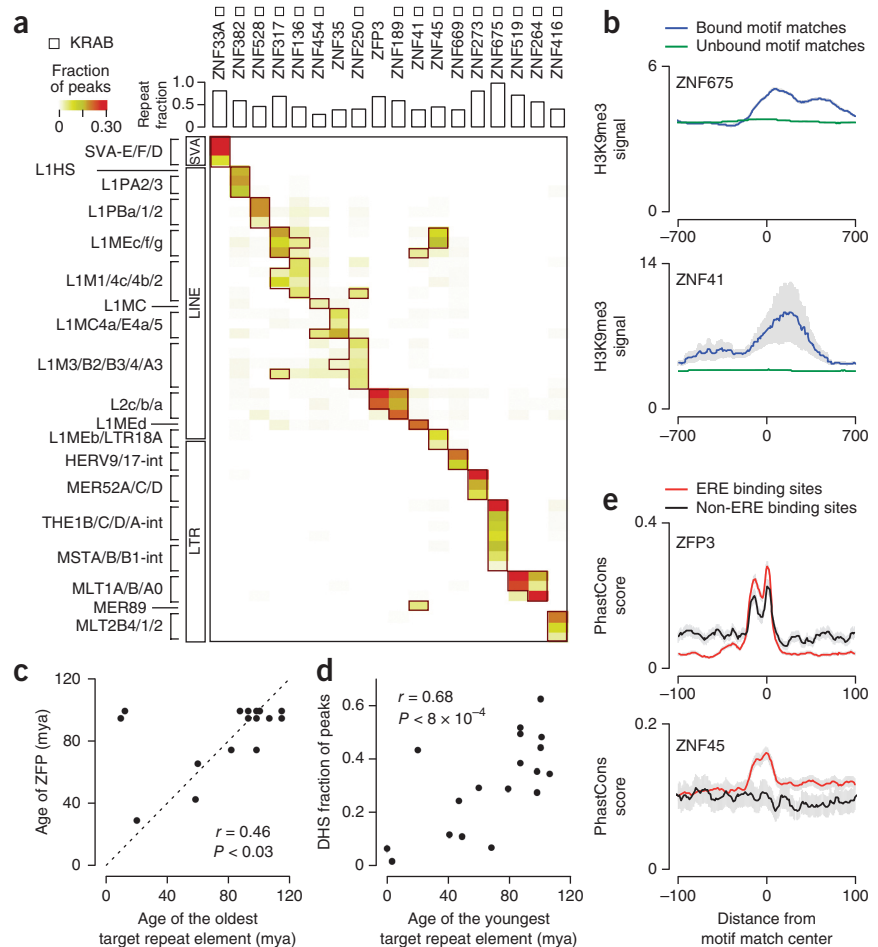 a
KRAB
Fraction
of peaks
0
0.30
ZNF33A
ZNF382
ZNF528
ZNF317
ZNF136
ZNF454
ZNF35
ZNF250
ZFP3
ZNF189
ZNF41
ZNF45
ZNF669
ZNF273
ZNF675
ZNF519
ZNF264
ZNF416
Repeat
fraction
1.0
0.5
0
SVA-E/F/D
L1HS
L1PA2/3
L1PBa/1/2
L1MEc/f/g
L1M1/4c/4b/2
L1MC
L1MC4a/E4a/5
L1M3/B2/B3/4/A3
L2c/b/a
L1MEd
L1MEb/LTR18A
HERV9/17-int
MER52A/C/D
THE1B/C/D/A-int
MSTA/B/B1-int
MLT1A/B/A0
MER89
MLT2B4/1/2
SVA
LINE
LTR
b
Bound motif matches
Unbound motif matches
ZNF675
H3K9me3
signal
6
0
−700 0 700
ZNF41
H3K9me3
signal
14
0
−700 0 700
c
Age of ZFP (mya)
120
80
40
0
r = 0.46
P < 0.03
0 40 80 120
Age of the oldest
target repeat element (mya)
d
DHS fraction of peaks
0.6
0.4
0.2
0
r = 0.68
P < 8 × 10−4
0 40 80 120
Age of the youngest
target repeat element (mya)
e
ERE binding sites
Non-ERE binding sites
ZFP3
PhastCons
score
0.4
0
−100 0 100
ZNF45
PhastCons
score
0.2
0
−100 0 100
Distance from
motif match center